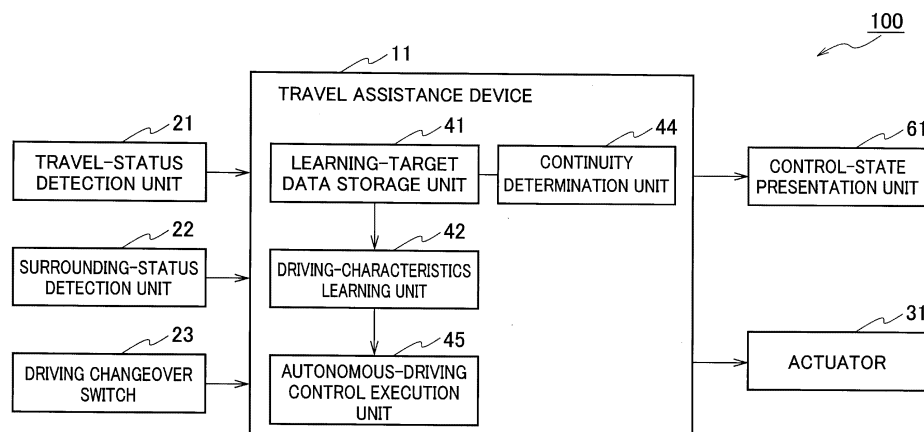 100
11
TRAVEL ASSISTANCE DEVICE
21
TRAVEL-STATUS
DETECTION UNIT
41
LEARNING-TARGET
DATA STORAGE UNIT
44
CONTINUITY
DETERMINATION UNIT
61
CONTROL-STATE
PRESENTATION UNIT
22
SURROUNDING-STATUS
DETECTION UNIT
42
DRIVING-CHARACTERISTICS
LEARNING UNIT
23
DRIVING CHANGEOVER
SWITCH
45
AUTONOMOUS-DRIVING
CONTROL EXECUTION
UNIT
31
ACTUATOR